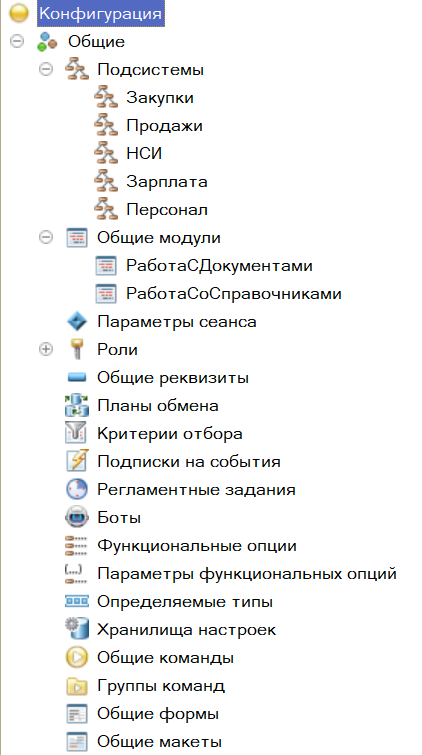 Конфигурация
Общие
Подсистемы
Закупки
Продажи
НСИ
Зарплата
Персонал
Общие модули
РаботаСДокументами
РаботаСоСправочниками
Параметры сеанса
Роли
Общие реквизиты
Планы обмена
Критерии отбора
Подписки на события
Регламентные задания
Боты
Функциональные опции
Параметры функциональных опций
Определяемые типы
Хранилища настроек
Общие команды
Группы команд
Общие формы
Общие макеты